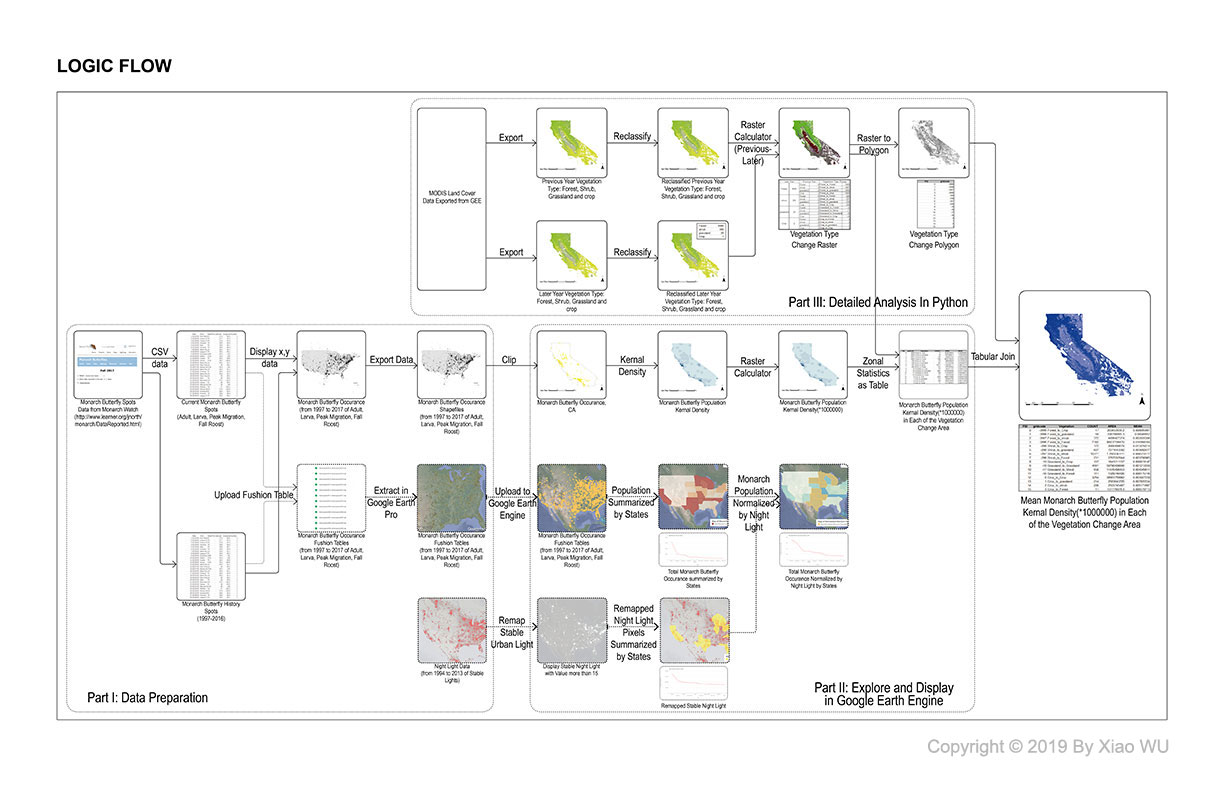 LOGIC FLOW
MODIS Land Cover
Data Exported from GEE
Export
Previous Year Vegetation
Type: Forest, Shrub,
Grassland and crop
Reclassify
Reclassified Previous Year
Vegetation Type: Forest,
Shrub, Grassland and crop
Raster
Calculator
(Previous-
Later)
Vegetation Type
Change Raster
Raster to
Polygon
Vegetation Type
Change Polygon
Export
Later Year Vegetation Type:
Forest, Shrub, Grassland and
crop
Reclassify
Reclassified Later Year
Vegetation Type: Forest,
Shrub, Grassland and crop
Part III: Detailed Analysis In Python
Monarch Butterfly Spots
Data from Monarch Watch
(http://www.learner.org/north/
monarch/DataReported.html)
CSV
data
Current Monarch Butterfly
Spots
(Adult, Larva, Peak Migration,
Fall Roost)
Display x,y
data
Monarch Butterfly Occurance
(from 1997 to 2017 of Adult,
Larva, Peak Migration, Fall
Roost)
Export Data
Monarch Butterfly Occurance
Shapefiles
(from 1997 to 2017 of Adult,
Larva, Peak Migration, Fall
Roost)
Clip
Monarch Butterfly Occurance,
CA
Kernal
Density
Monarch Butterfly Population
Kernal Density
Raster
Calculator
Monarch Butterfly Population
Kernal Density(*1000000)
Zonal
Statistics
as Table
Monarch Butterfly Population
Kernal Density(*1000000)
in Each of the Vegetation
Change Area
Tabular Join
Mean Monarch Butterfly Population
Kernal Density(*1000000) in Each
of the Vegetation Change Area
Upload Fushion Table
Monarch Butterfly Occurance
Fushion Tables
(from 1997 to 2017 of Adult,
Larva, Peak Migration, Fall
Roost)
Extract in
Google Earth
Pro
Monarch Butterfly Occurance
Fushion Tables
(from 1997 to 2017 of Adult,
Larva, Peak Migration, Fall
Roost)
Upload to
Google Earth
Engine
Monarch Butterfly Occurance
Fushion Tables
(from 1997 to 2017 of Adult,
Larva, Peak Migration, Fall
Roost)
Population
Summarized
by States
Total Monarch Butterfly
Occurance summarized by
States
Monarch
Population
Normalized
by Night
Light
Total Monarch Butterfly
Occurance Normalized by
Night Light by States
Monarch Butterfly History
Spots
(1997-2016)
Night Light Data
(from 1994 to 2013 of Stable
Lights)
Remap
Stable
Urban Light
Display Stable Night Light
with Value more than 15
Remapped
Night Light
Pixels
Summarized
by States
Remapped Stable Night Light
Part I: Data Preparation
Part II: Explore and Display
in Google Earth Engine
Copyright © 2019 By Xiao WU